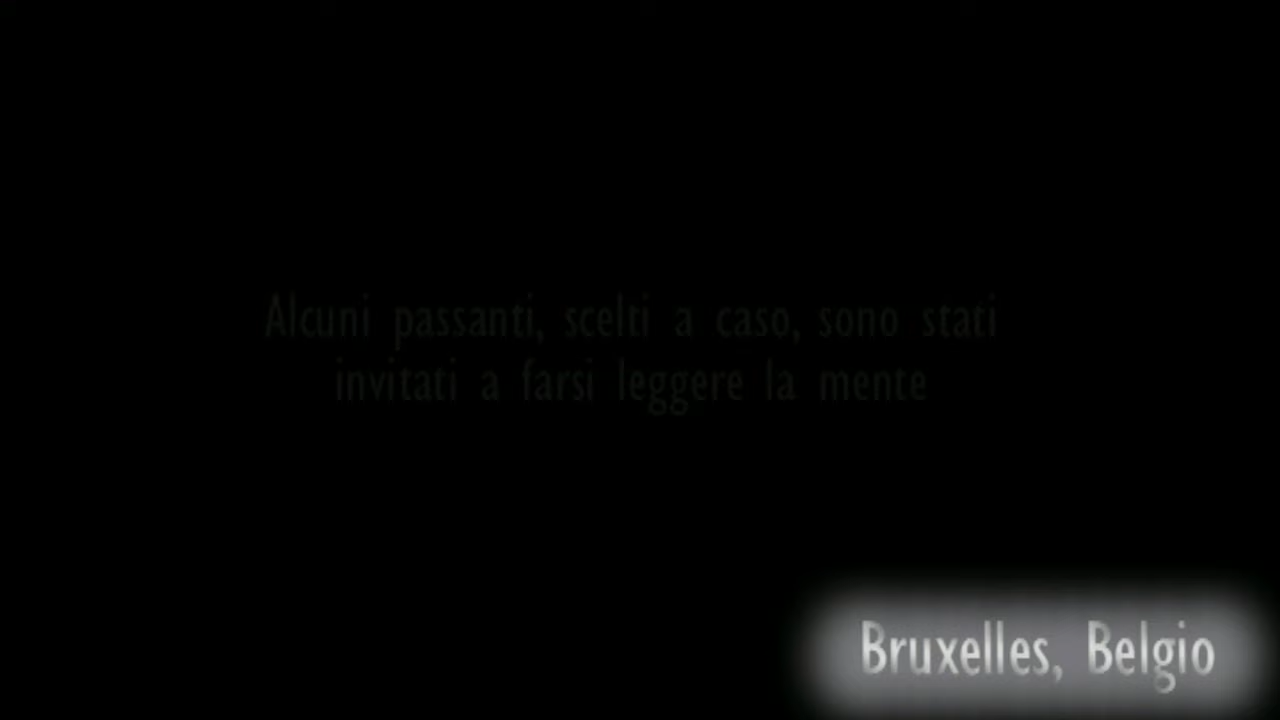 Alcuni passanti, scelti a caso, sono stati
invitati a farsi leggere la mente
Bruxelles, Belgio